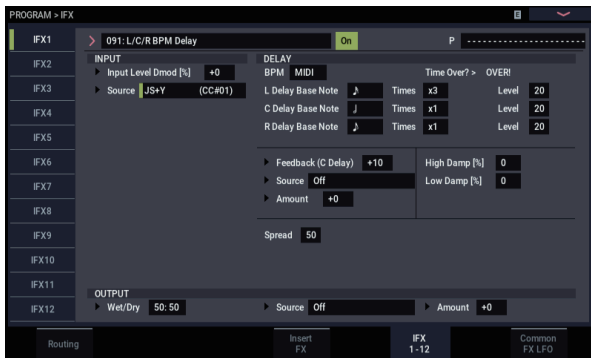 PROGRAM > IFX E
IFX1 091: L/C/R BPM Delay On P -----------------------
INPUT DELAY
IFX2 Input Level Dmod [%] +0 BPM MIDI Time Over? > OVER!
IFX3 Source JS+Y (CC#01) L Delay Base Note ♪ Times x3 Level 20
IFX4 C Delay Base Note ♩ Times x1 Level 20
IFX5 R Delay Base Note ♪ Times x1 Level 20
IFX6 Feedback (C Delay) +10 High Damp [%] 0
IFX7 Source Off Low Damp [%] 0
IFX8 Amount +0
IFX9 Spread 50
IFX10
IFX11
OUTPUT
IFX12 Wet/Dry 50: 50 Source Off Amount +0
Routing Insert FX IFX 1-12 Common FX LFO